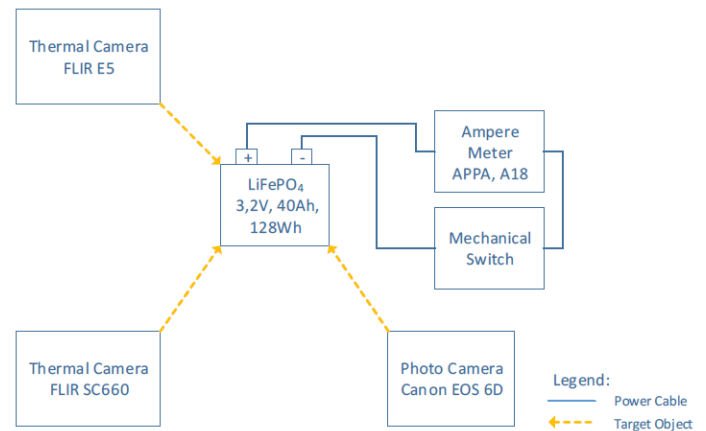 Thermal Camera
FLIR E5
Ampere
Meter
APPA, A18
+
-
LiFePO₄
3,2V, 40Ah,
128Wh
Mechanical
Switch
Thermal Camera
FLIR SC660
Photo Camera
Canon EOS 6D
Legend:
Power Cable
Target Object